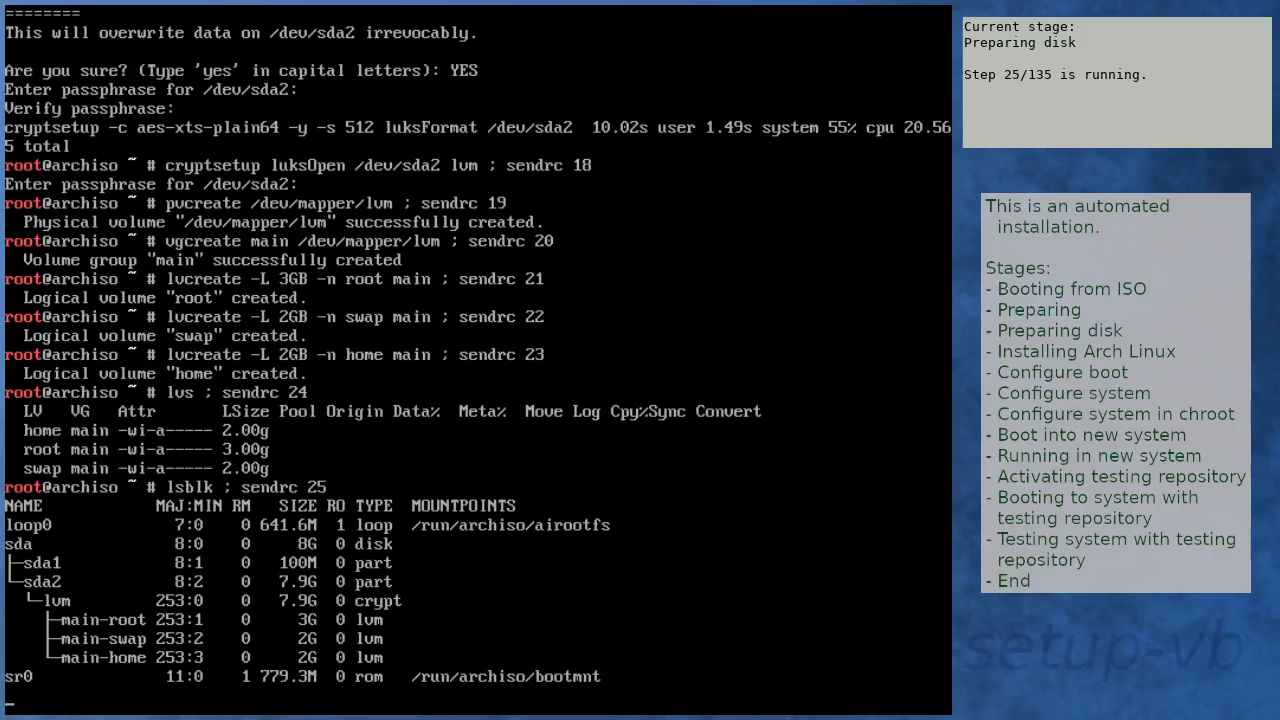 ========
This will overwrite data on /dev/sda2 irrevocably.
Are you sure? (Type 'yes' in capital letters): YES
Enter passphrase for /dev/sda2:
Verify passphrase:
cryptsetup -c aes-xts-plain64 -y -s 512 luksFormat /dev/sda2  10.02s user 1.49s system 55% cpu 20.56
5 total
root@archiso ~ # cryptsetup luksOpen /dev/sda2 lvm ; sendrc 18
Enter passphrase for /dev/sda2:
root@archiso ~ # pvcreate /dev/mapper/lvm ; sendrc 19
  Physical volume "/dev/mapper/lvm" successfully created.
root@archiso ~ # vgcreate main /dev/mapper/lvm ; sendrc 20
  Volume group "main" successfully created
root@archiso ~ # lvcreate -L 3GB -n root main ; sendrc 21
  Logical volume "root" created.
root@archiso ~ # lvcreate -L 2GB -n swap main ; sendrc 22
  Logical volume "swap" created.
root@archiso ~ # lvcreate -L 2GB -n home main ; sendrc 23
  Logical volume "home" created.
root@archiso ~ # lvs ; sendrc 24
  LV   VG   Attr       LSize Pool Origin Data%  Meta%  Move Log Cpy%Sync Convert
  home main -wi-a----- 2.00g
  root main -wi-a----- 3.00g
  swap main -wi-a----- 2.00g
root@archiso ~ # lsblk ; sendrc 25
NAME            MAJ:MIN RM   SIZE RO TYPE  MOUNTPOINTS
loop0             7:0    0 641.6M  1 loop  /run/archiso/airootfs
sda               8:0    0     8G  0 disk
├─sda1            8:1    0   100M  0 part
└─sda2            8:2    0   7.9G  0 part
  └─lvm         253:0    0   7.9G  0 crypt
    ├─main-root 253:1    0     3G  0 lvm
    ├─main-swap 253:2    0     2G  0 lvm
    └─main-home 253:3    0     2G  0 lvm
sr0              11:0    1 779.3M  0 rom   /run/archiso/bootmnt
_
Current stage:
Preparing disk
Step 25/135 is running.
This is an automated
installation.
Stages:
- Booting from ISO
- Preparing
- Preparing disk
- Installing Arch Linux
- Configure boot
- Configure system
- Configure system in chroot
- Boot into new system
- Running in new system
- Activating testing repository
- Booting to system with
testing repository
- Testing system with testing
repository
- End
setup-vb